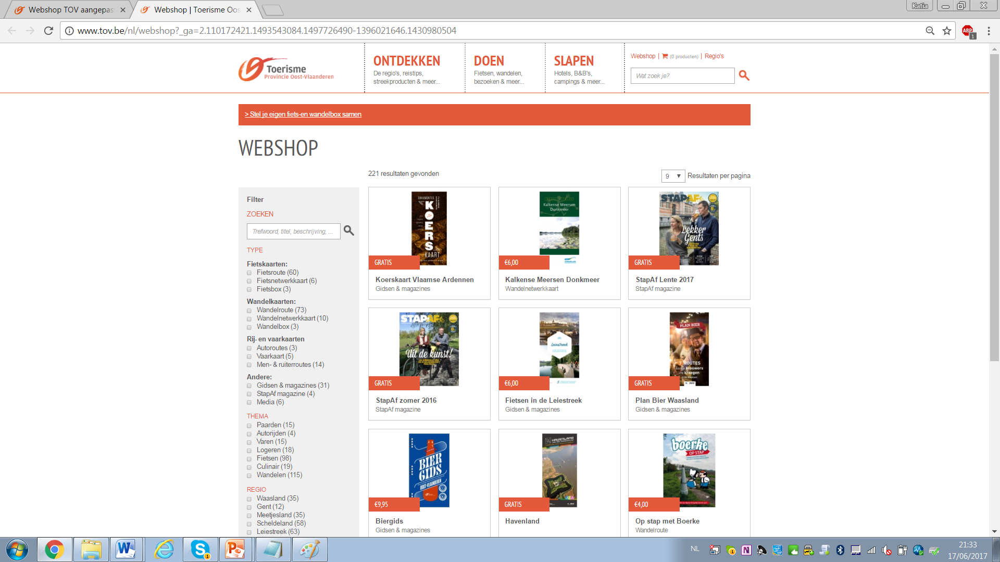 Webshop TOV aangepas
Webshop | Toerisme Oos
Katia
www.tov.be/nl/webshop?_ga=2.110172421.1493543084.1497726490-1396021646.1430980504
ABP
1
Toerisme
Provincie Oost-Vlaanderen
ONTDEKKEN
De regio's, reistips,
streekproducten & meer...
DOEN
Fietsen, wandelen,
bezoeken & meer...
SLAPEN
Hotels, B&B's,
campings & meer...
Webshop | (0 producten) | Regio's
Wat zoek je?
> Stel je eigen fiets-en wandelbox samen
WEBSHOP
221 resultaten gevonden
9 ▼ Resultaten per pagina
Filter
ZOEKEN
Trefwoord, titel, beschrijving, ...
TYPE
Fietskaarten:
Fietsroute (60)
Fietsnetwerkkaart (6)
Fietsbox (3)
Wandelkaarten:
Wandelroute (73)
Wandelnetwerkkaart (10)
Wandelbox (3)
Rij- en vaarkaarten
Autoroutes (3)
Vaarkaart (5)
Men- & ruiterroutes (14)
Andere:
Gidsen & magazines (31)
StapAf magazine (4)
Media (6)
THEMA
Paarden (15)
Autorijden (4)
Varen (15)
Logeren (18)
Fietsen (98)
Culinair (19)
Wandelen (115)
REGIO
Waasland (35)
Gent (12)
Meetjesland (35)
Scheldeland (58)
Leiestreek (63)
KOERS
KAART
GRATIS
Koerskaart Vlaamse Ardennen
Gidsen & magazines
Kalkense Meersen
Donkmeer
€6,00
Kalkense Meersen Donkmeer
Wandelnetwerkkaart
STAPAF
Lekker
Gents
GRATIS
StapAf Lente 2017
StapAf magazine
STAPAF
Uit de kunst!
GRATIS
StapAf zomer 2016
StapAf magazine
Leiestreek
€6,00
Fietsen in de Leiestreek
Gidsen & magazines
PLAN BIER
7 ROUTES
brouwers
en kraegen
GRATIS
Plan Bier Waasland
Gidsen & magazines
BIER
GIDS
OOST-VLAANDEREN
€9,95
Biergids
Gidsen & magazines
HAVENLAND
GRATIS
Havenland
boerke
OP STAP
€4,00
Op stap met Boerke
Wandelroute
NL
21:33
17/06/2017